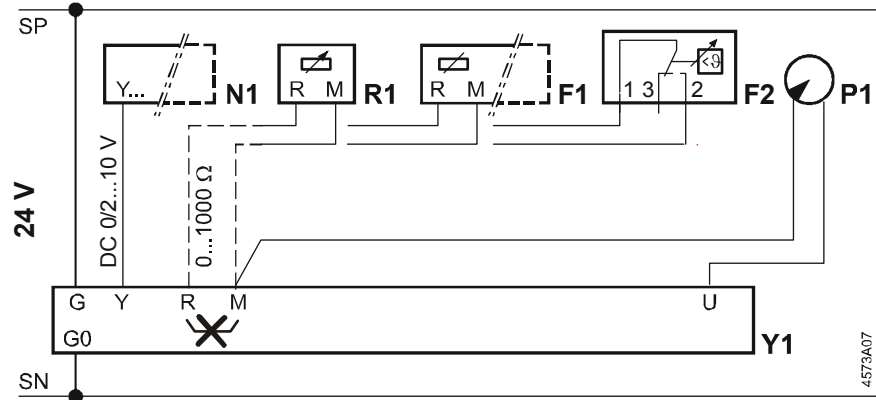 SP
Y... N1
R M R1
R M F1
<ϑ
1 3 2 F2
P1
24 V
DC 0/2...10 V
0...1000 Ω
G Y R M U
G0
Y1
SN
4573A07